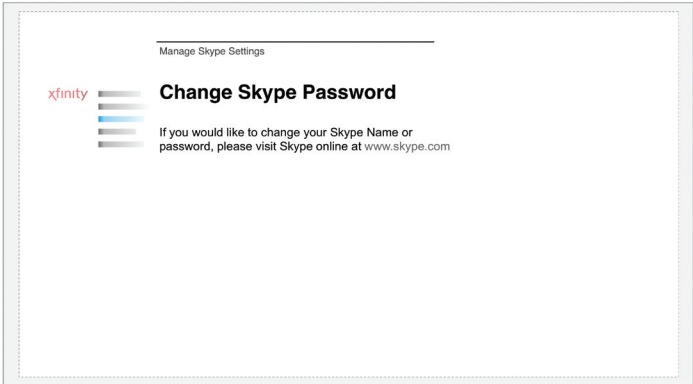 Manage Skype Settings
xfinity
Change Skype Password
If you would like to change your Skype Name or
password, please visit Skype online at www.skype.com